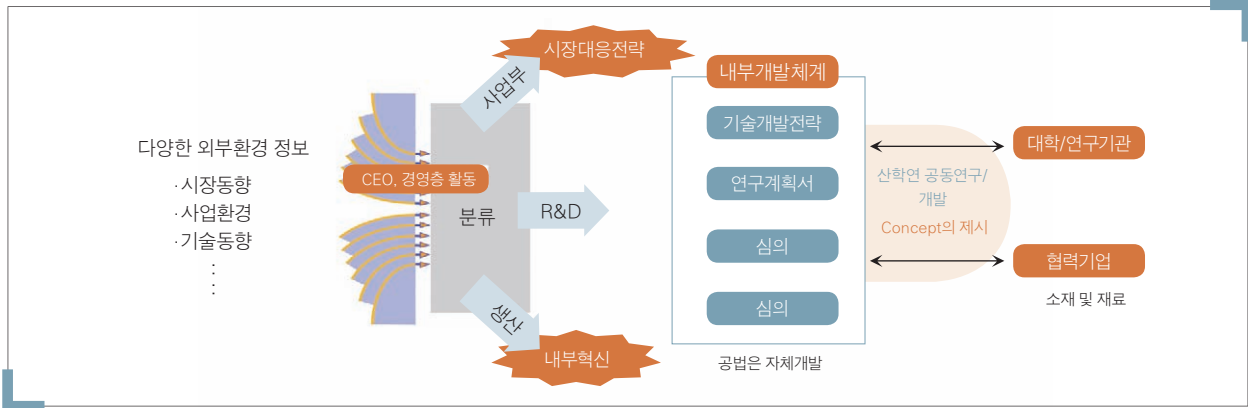 다양한 외부환경 정보
·시장동향
·사업환경
·기술동향
:
:
CEO, 경영층 활동
분류
사업부
R&D
생산
시장대응전략
내부혁신
내부개발체계
기술개발전략
연구계획서
심의
심의
공법은 자체개발
산학연 공동연구/
개발
Concept의 제시
대학/연구기관
협력기업
소재 및 재료